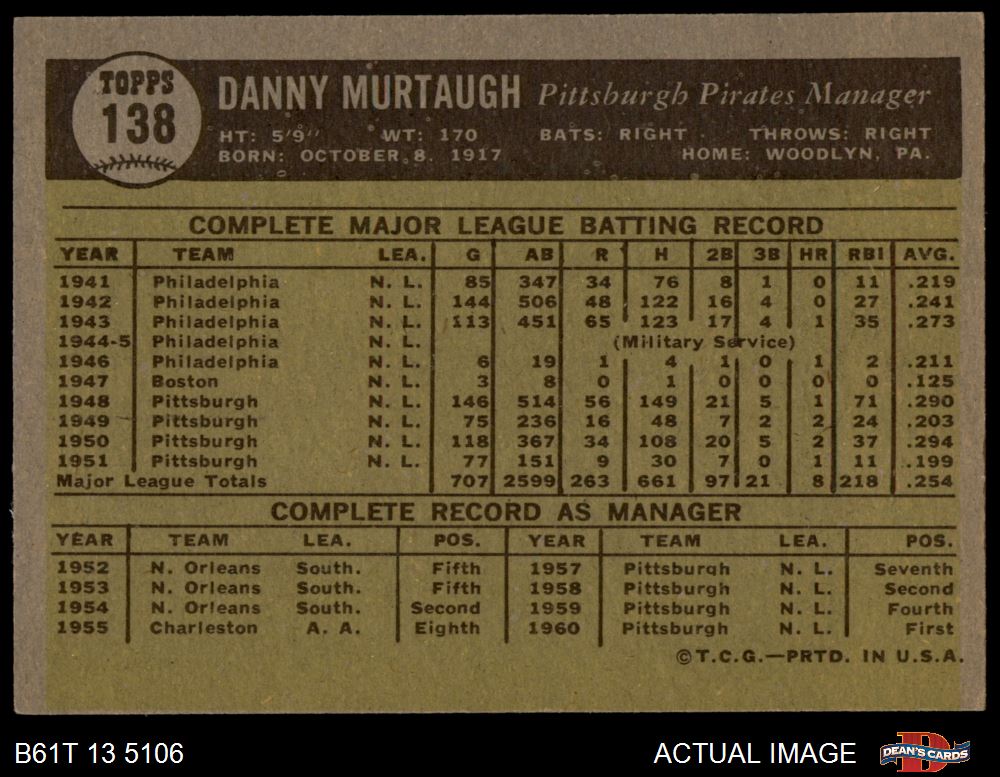 TOPPS
138
DANNY MURTAUGH Pittsburgh Pirates Manager
HT: 5'9" WT: 170 BATS: RIGHT THROWS: RIGHT
BORN: OCTOBER 8, 1917 HOME: WOODLYN, PA.
COMPLETE MAJOR LEAGUE BATTING RECORD
YEAR TEAM LEA. G AB R H 2B 3B HR RBI AVG.
1941 Philadelphia N. L. 85 347 34 76 8 1 0 11 .219
1942 Philadelphia N. L. 144 506 48 122 16 4 0 27 .241
1943 Philadelphia N. L. 113 451 65 123 17 4 1 35 .273
1944-5 Philadelphia N. L. (Military Service)
1946 Philadelphia N. L. 6 19 1 4 1 0 1 2 .211
1947 Boston N. L. 3 8 0 1 0 0 0 0 .125
1948 Pittsburgh N. L. 146 514 56 149 21 5 1 71 .290
1949 Pittsburgh N. L. 75 236 16 48 7 2 2 24 .203
1950 Pittsburgh N. L. 118 367 34 108 20 5 2 37 .294
1951 Pittsburgh N. L. 77 151 9 30 7 0 1 11 .199
Major League Totals 707 2599 263 661 97 21 8 218 .254
COMPLETE RECORD AS MANAGER
YEAR TEAM LEA. POS. YEAR TEAM LEA. POS.
1952 N. Orleans South. Fifth 1957 Pittsburgh N. L. Seventh
1953 N. Orleans South. Fifth 1958 Pittsburgh N. L. Second
1954 N. Orleans South. Second 1959 Pittsburgh N. L. Fourth
1955 Charleston A. A. Eighth 1960 Pittsburgh N. L. First
©T.C.G.—PRTD. IN U.S.A.
B61T 13 5106 ACTUAL IMAGE DEAN'S CARDS